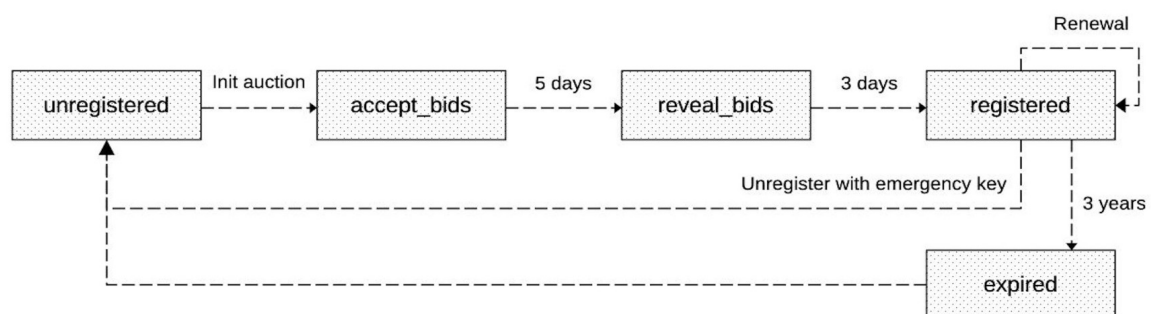 Renewal
unregistered
Init auction
accept_bids
5 days
reveal_bids
3 days
registered
Unregister with emergency key
3 years
expired